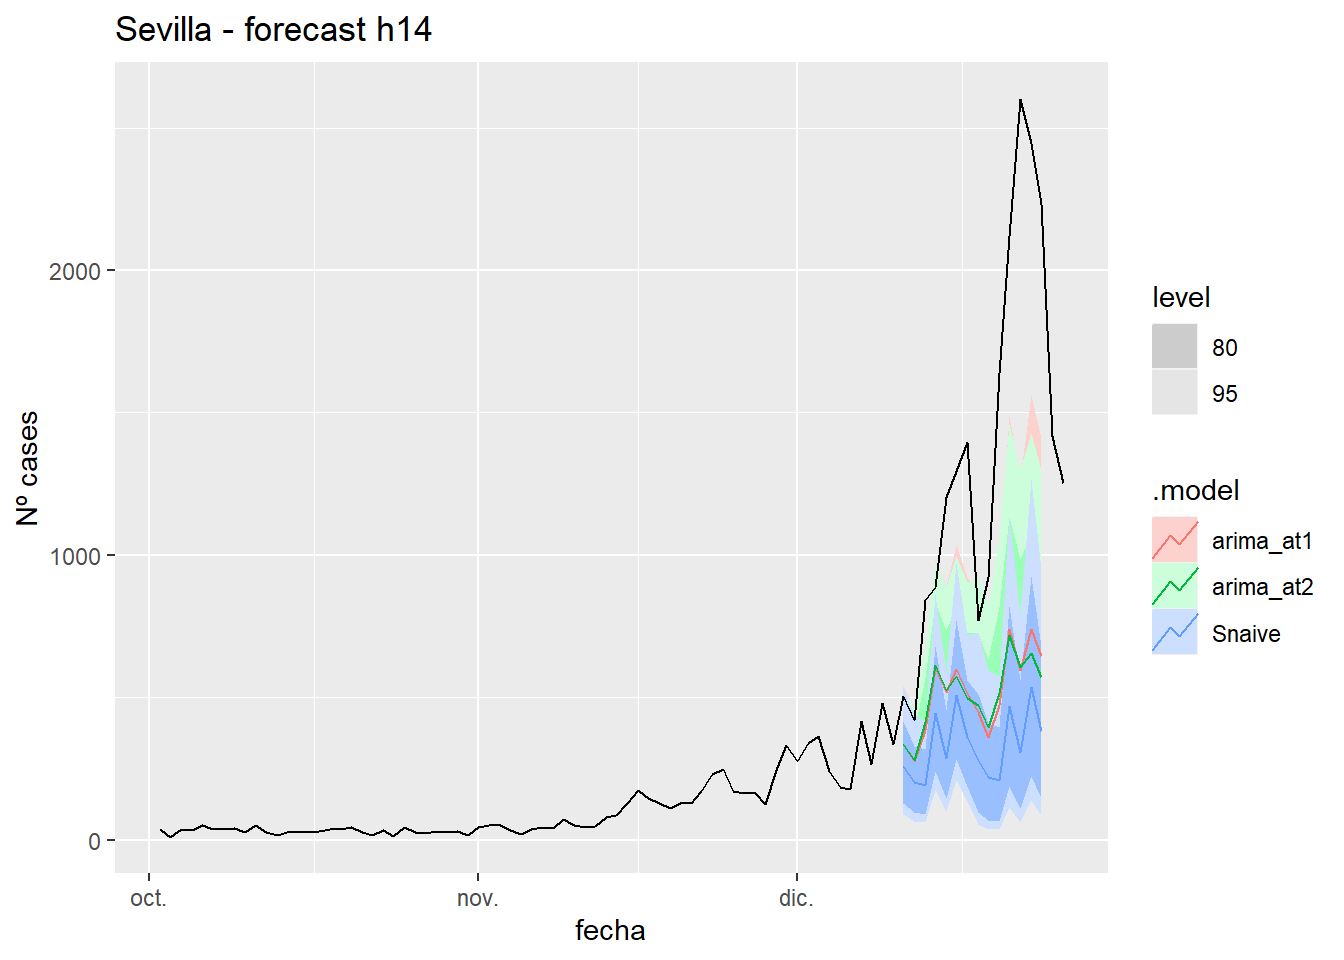 Sevilla - forecast h14
Nº cases
2000
1000
0
oct.
nov.
dic.
fecha
level
80
95
.model
arima_at1
arima_at2
Snaive